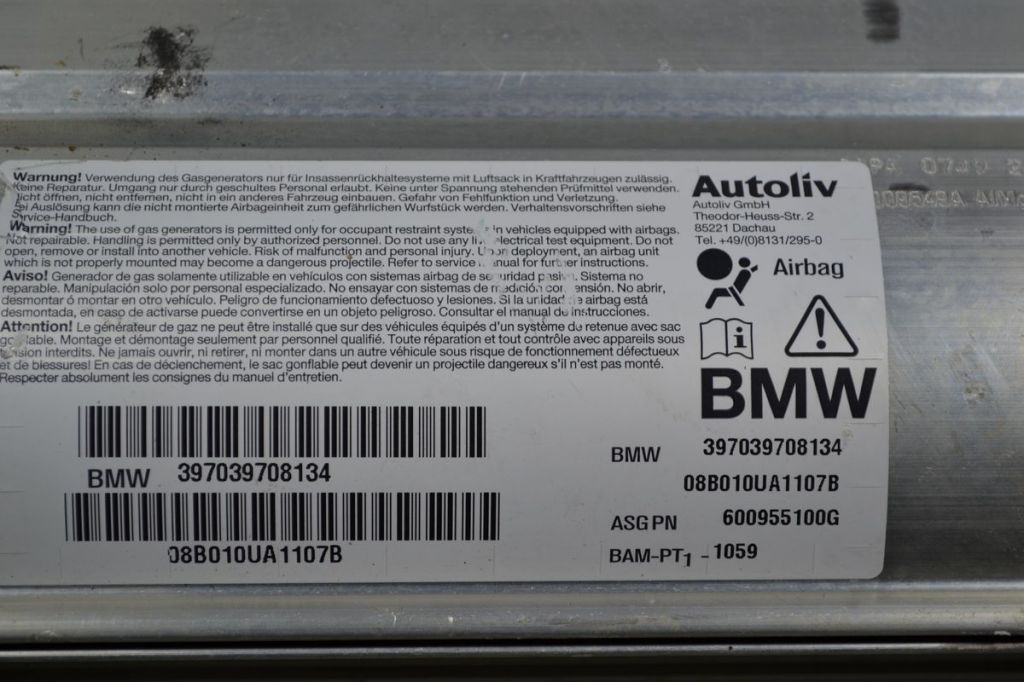 Warnung! Verwendung des Gasgenerators nur für Insassenrückhaltesysteme mit Luftsack in Kraftfahrzeugen zulässig.
Keine Reparatur. Umgang nur durch geschultes Personal erlaubt. Keine unter Spannung stehenden Prüfmittel verwenden.
Nicht öffnen, nicht entfernen, nicht in ein anderes Fahrzeug einbauen. Gefahr von Fehlfunktion und Verletzung.
Bei Auslösung kann die nicht montierte Airbageinheit zum gefährlichen Wurfstück werden. Verhaltensvorschriften siehe
Service-Handbuch.
Warning! The use of gas generators is permitted only for occupant restraint in vehicles equipped with airbags.
Not repairable. Handling is permitted only by authorized personnel. Do not use any electrical test equipment. Do not
open, remove or install into another vehicle. Risk of malfunction and personal injury. Upon deployment, an airbag unit
which is not properly mounted may become a dangerous projectile. Refer to service manual for further instructions.
Aviso! Generador de gas solamente utilizable en vehículos con sistemas airbag de seguridad Sistema no
reparable. Manipulación solo por personal especializado. No ensayar con sistemas de medición con tensión. No abrir,
desmontar ó montar en otro vehículo. Peligro de funcionamiento defectuoso y lesiones. Si la unidad de airbag está
desmontada, en caso de activarse puede convertirse en un objeto peligroso. Consultar el manual de instrucciones.
Attention! Le générateur de gaz ne peut être installé que sur des véhicules équipés d'un système de retenue avec sac
gonflable. Montage et démontage seulement par personnel qualifié. Toute réparation et tout contrôle avec appareils sous
tension interdits. Ne jamais ouvrir, ni retirer, ni monter dans un autre véhicule sous risque de fonctionnement défectueux
et de blessures! En cas de déclenchement, le sac gonflable peut devenir un projectile dangereux s'il n'est pas monté.
Respecter absolument les consignes du manuel d'entretien.
Autoliv
Autoliv GmbH
Theodor-Heuss-Str. 2
85221 Dachau
Tel. +49/(0)8131/295-0
Airbag
BMW
BMW 397039708134
08B010UA1107B
BMW 397039708134
08B010UA1107B
ASG PN 600955100G
BAM-PT1 - 1059